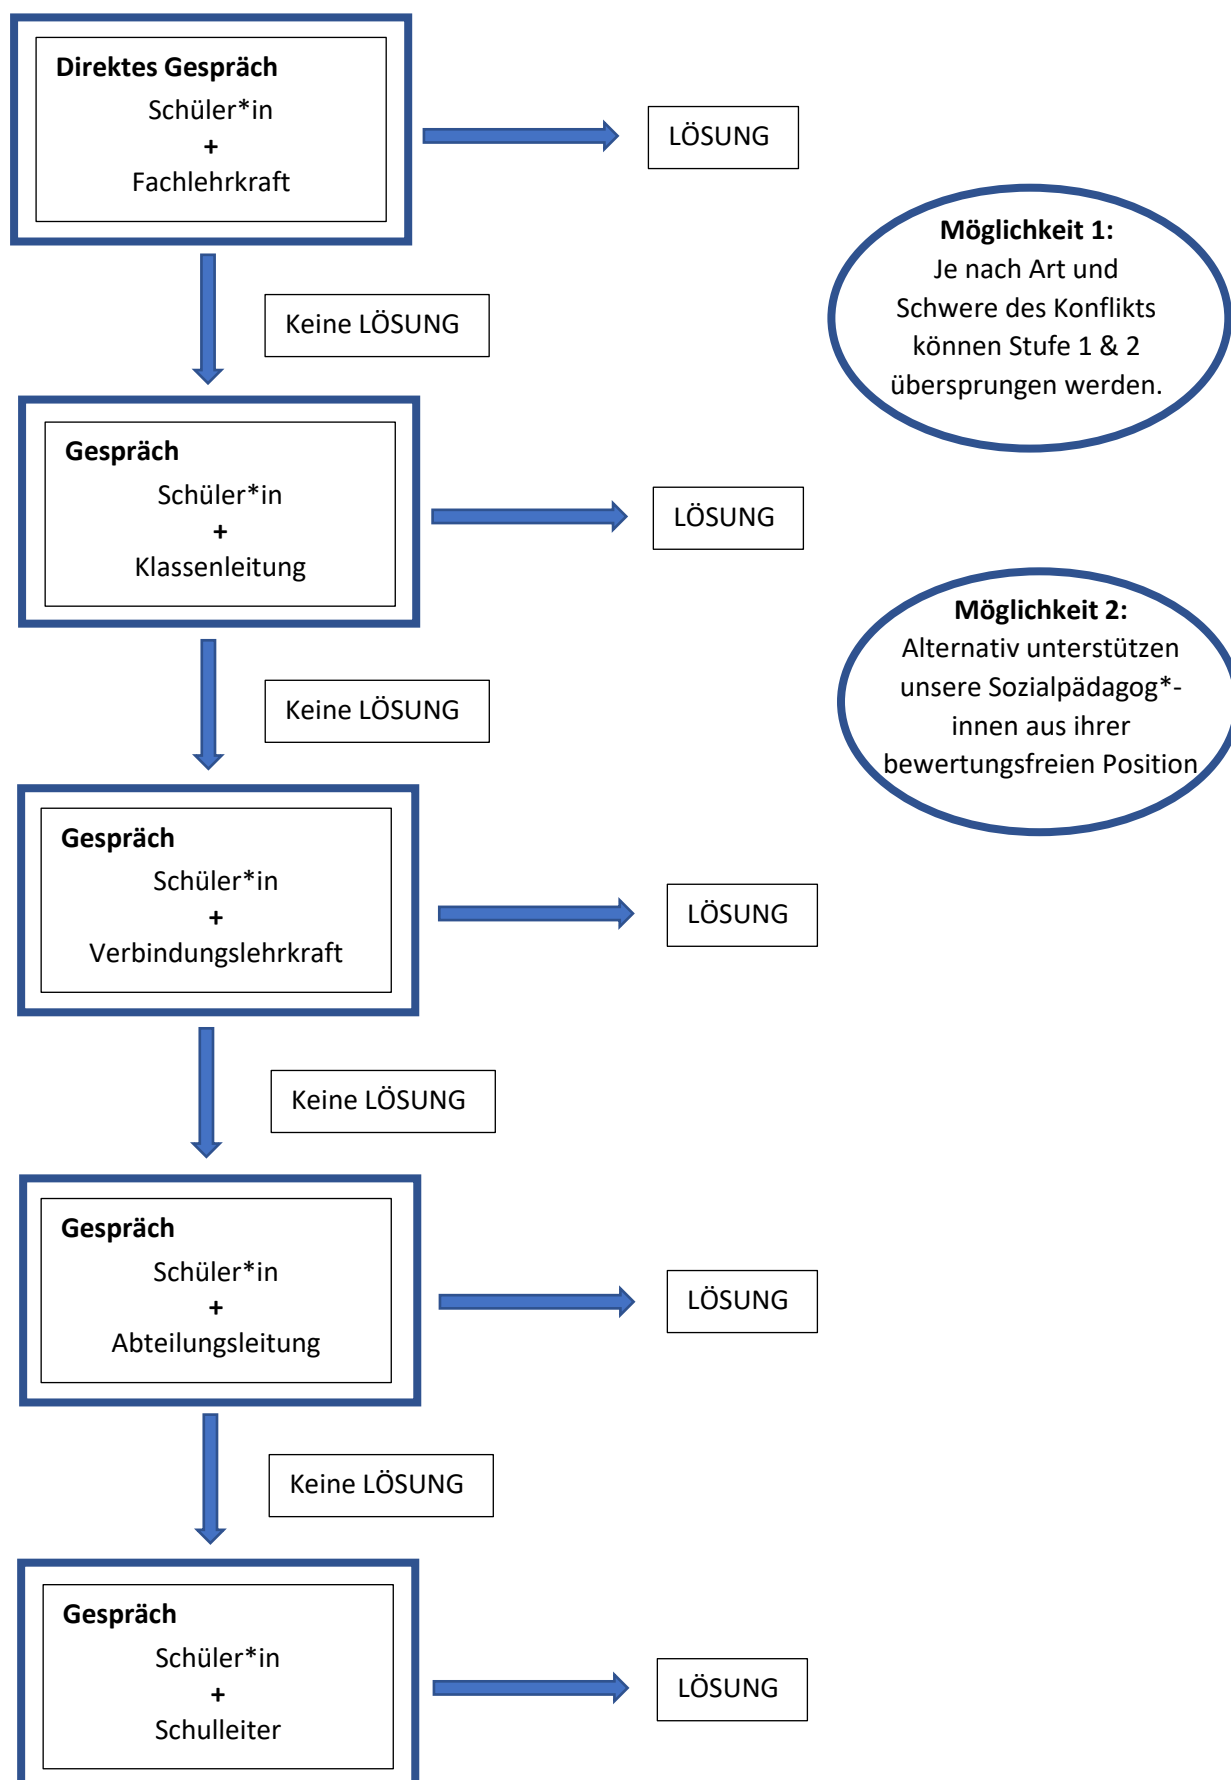 Direktes Gespräch
Schüler*in
+
Fachlehrkraft
LÖSUNG
Möglichkeit 1:
Je nach Art und
Schwere des Konflikts
können Stufe 1 & 2
übersprungen werden.
Keine LÖSUNG
Gespräch
Schüler*in
+
Klassenleitung
LÖSUNG
Möglichkeit 2:
Alternativ unterstützen
unsere Sozialpädagog*-
innen aus ihrer
bewertungsfreien Position
Keine LÖSUNG
Gespräch
Schüler*in
+
Verbindungslehrkraft
LÖSUNG
Keine LÖSUNG
Gespräch
Schüler*in
+
Abteilungsleitung
LÖSUNG
Keine LÖSUNG
Gespräch
Schüler*in
+
Schulleiter
LÖSUNG